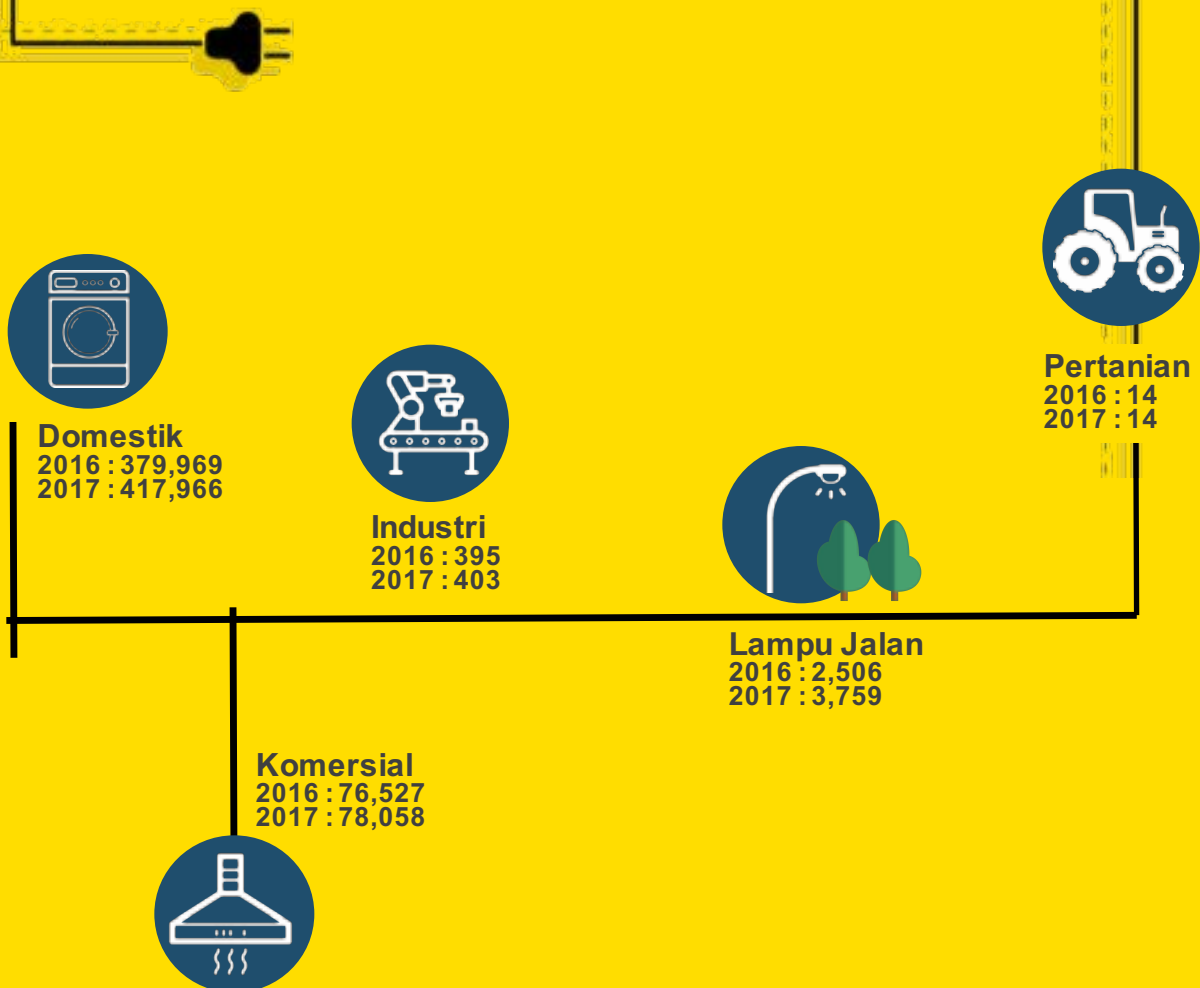 Domestik
2016 : 379,969
2017 : 417,966
Industri
2016 : 395
2017 : 403
Pertanian
2016 : 14
2017 : 14
Lampu Jalan
2016 : 2,506
2017 : 3,759
Komersial
2016 : 76,527
2017 : 78,058